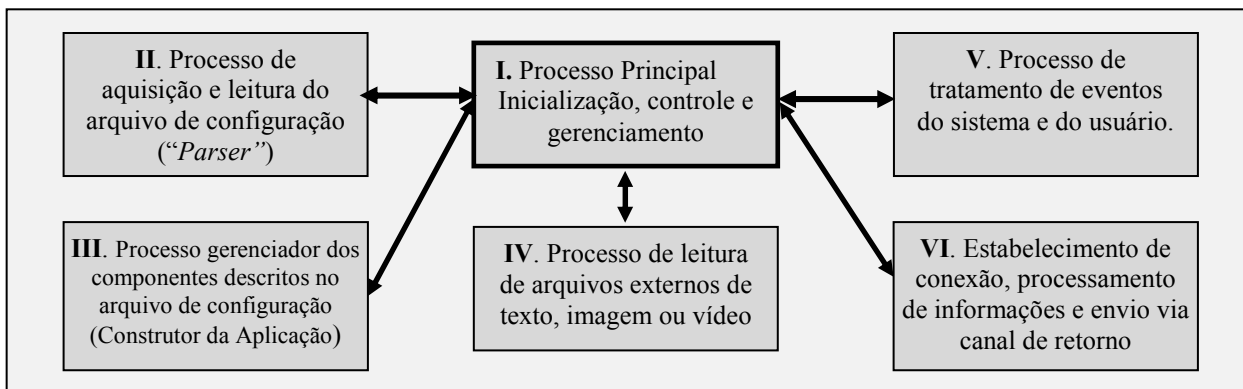 II. Processo de
aquisição e leitura do
arquivo de configuração
(“Parser”)
I. Processo Principal
Inicialização, controle e
gerenciamento
V. Processo de
tratamento de eventos
do sistema e do usuário.
III. Processo gerenciador dos
componentes descritos no
arquivo de configuração
(Construtor da Aplicação)
IV. Processo de leitura
de arquivos externos de
texto, imagem ou vídeo
VI. Estabelecimento de
conexão, processamento
de informações e envio via
canal de retorno